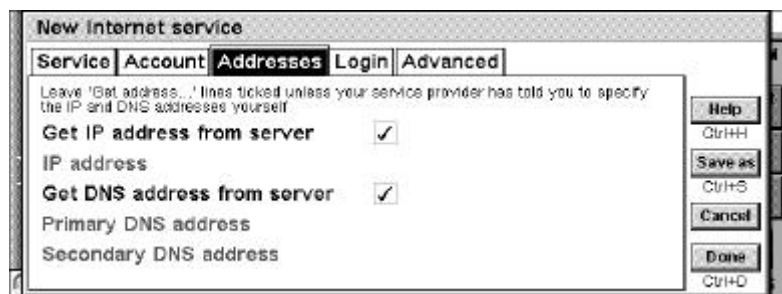 New Internet service
Service Account Addresses Login Advanced
Leave 'Get address...' lines ticked unless your service provider has told you to specify
the IP and DNS addresses yourself
Get IP address from server ✓
IP address
Get DNS address from server ✓
Primary DNS address
Secondary DNS address
Help
Ctrl+H
Save as
Ctrl+S
Cancel
Done
Ctrl+D